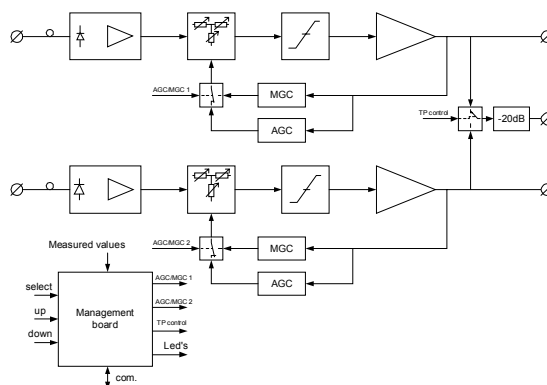 AGC/MGC 1
MGC
AGC
TP control
-20dB
AGC/MGC 2
MGC
AGC
Measured values
select
up
down
Management
board
AGC/MGC 1
AGC/MGC 2
TP control
Led's
com.